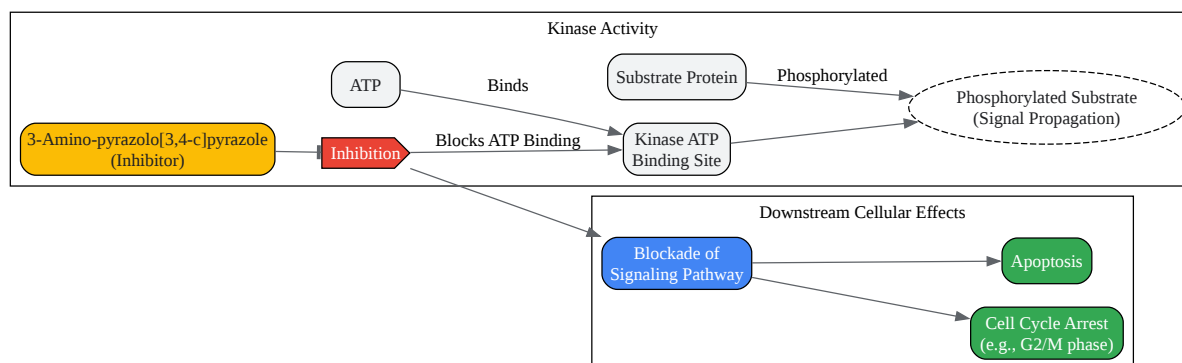 Kinase Activity
ATP
Binds
Substrate Protein
Phosphorylated
Phosphorylated Substrate
(Signal Propagation)
3-Amino-pyrazolo[3,4-c]pyrazole
(Inhibitor)
Inhibition
Blocks ATP Binding
Kinase ATP
Binding Site
Downstream Cellular Effects
Blockade of
Signaling Pathway
Apoptosis
Cell Cycle Arrest
(e.g., G2/M phase)